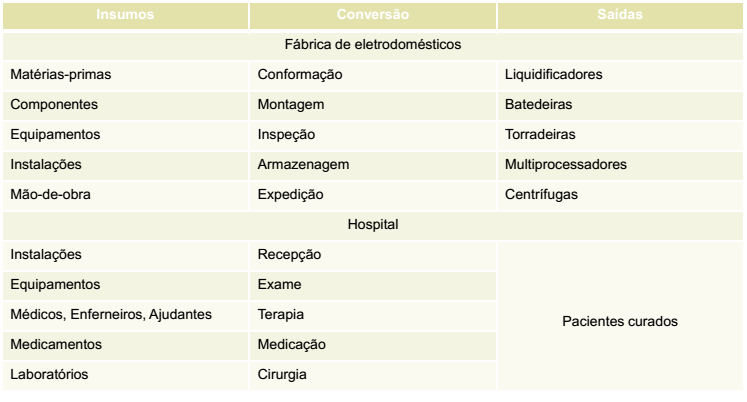 Insumos Conversão Saídas
Fábrica de eletrodomésticos
Matérias-primas Conformação Liquidificadores
Componentes Montagem Batedeiras
Equipamentos Inspeção Torradeiras
Instalações Armazenagem Multiprocessadores
Mão-de-obra Expedição Centrífugas
Hospital
Instalações Recepção
Equipamentos Exame
Médicos, Enferneiros, Ajudantes Terapia
Pacientes curados
Medicamentos Medicação
Laboratórios Cirurgia